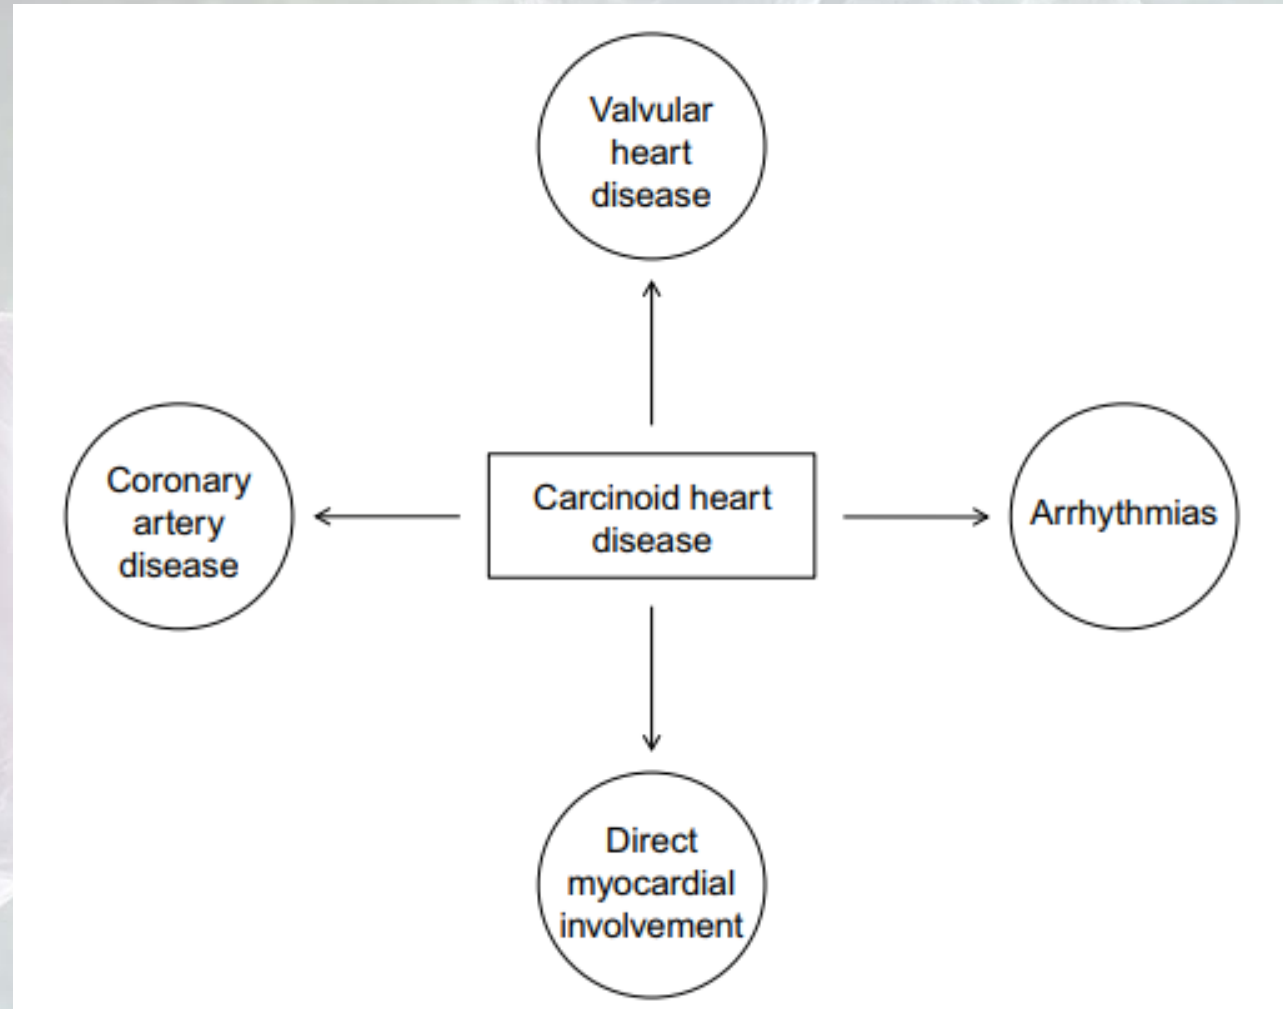 Valvular
heart
disease
Coronary
artery
disease
Carcinoid heart
disease
Arrhythmias
Direct
myocardial
involvement